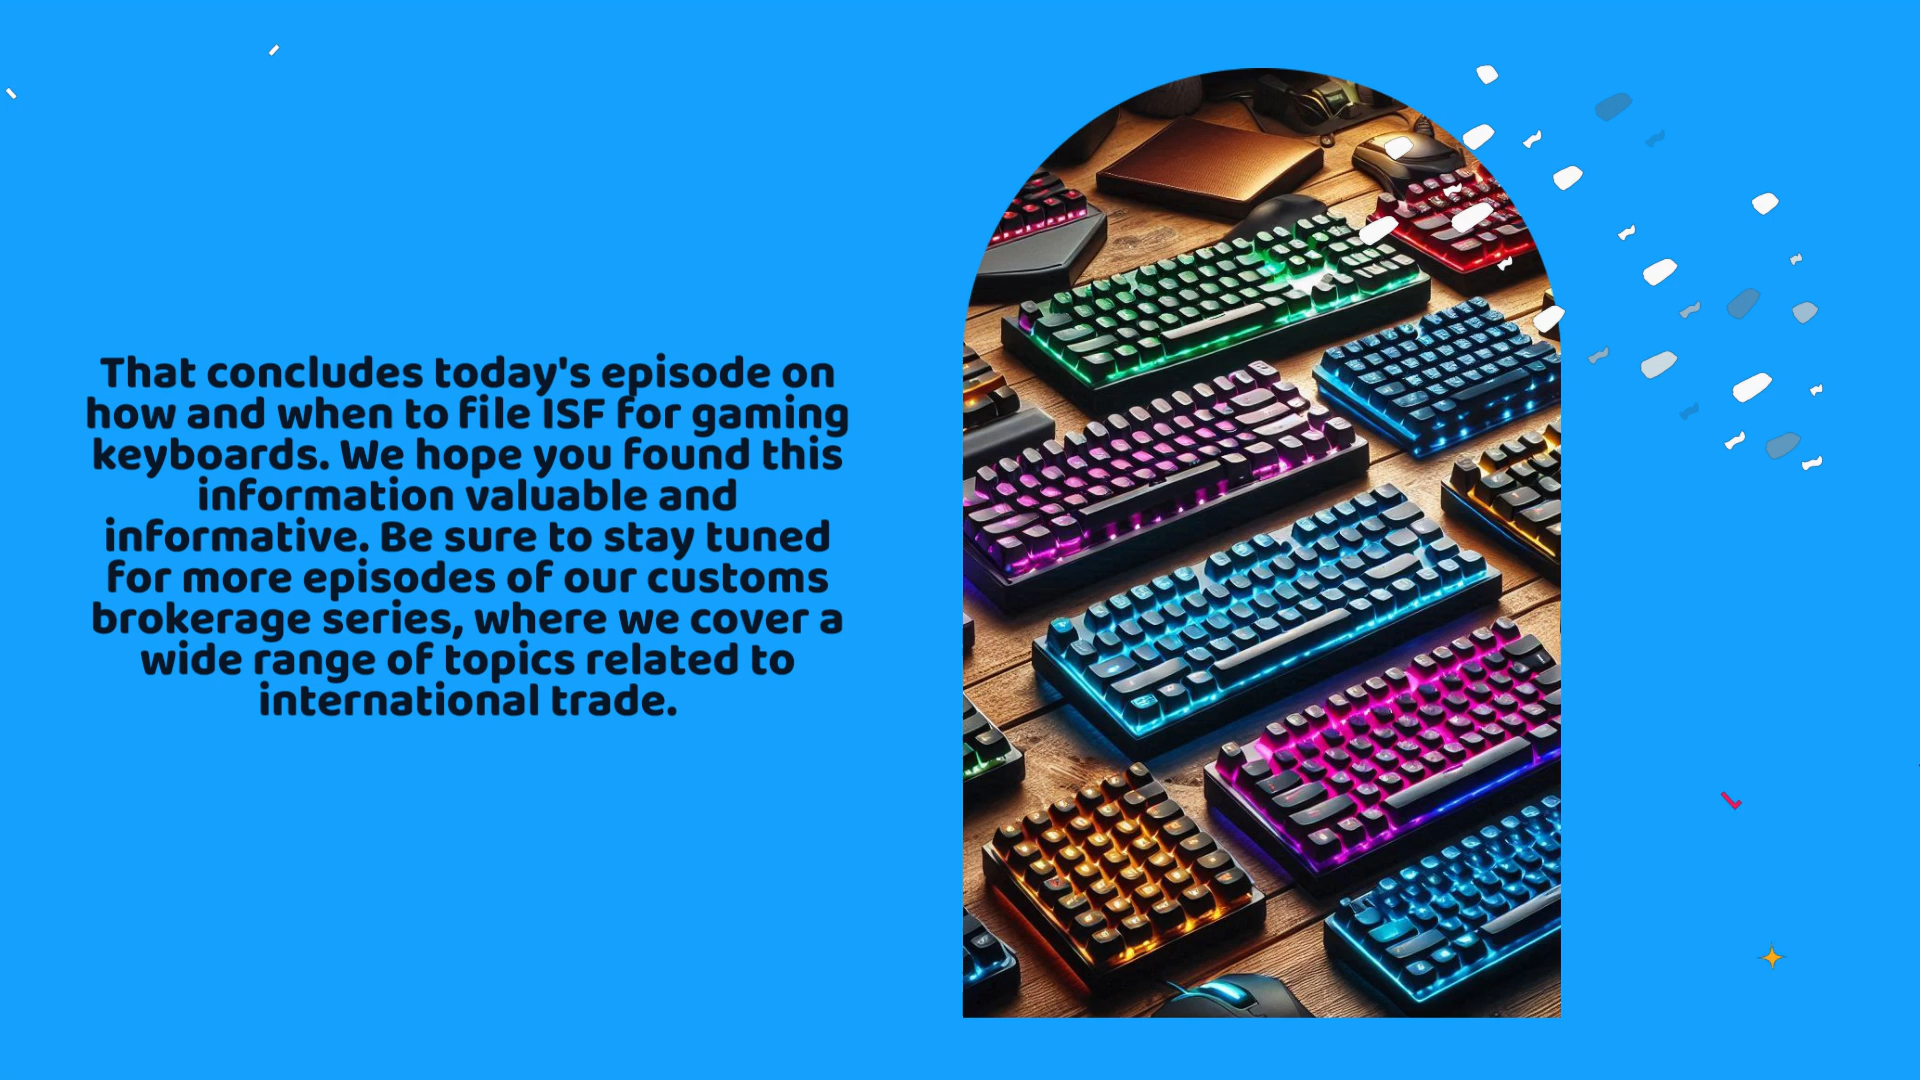 That concludes today's episode on
how and when to file ISF for gaming
keyboards. We hope you found this
information valuable and
informative. Be sure to stay tuned
for more episodes of our customs
brokerage series, where we cover a
wide range of topics related to
international trade.